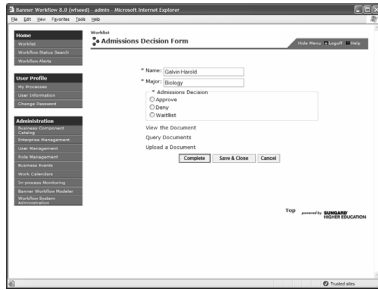 Banner Workflow 8.0 (wfseed) - admin - Microsoft Internet Explorer
File Edit View Favorites Tools Help
Home
Worklist
Workflow Status Search
Workflow Alerts
User Profile
My Processes
User Information
Change Password
Administration
Business Component
Catalog
Enterprise Management
User Management
Role Management
Business Events
Work Calendars
In-process Monitoring
Banner Workflow Modeler
Workflow System
Administration
Worklist
Admissions Decision Form
Hide Menu Logoff Help
* Name: Calvin Harold
* Major: Biology
* Admissions Decision
Approve
Deny
Waitlist
View the Document
Query Documents
Upload a Document
Complete Save & Close Cancel
Top powered by SUNGARD
HIGHER EDUCATION
Trusted sites